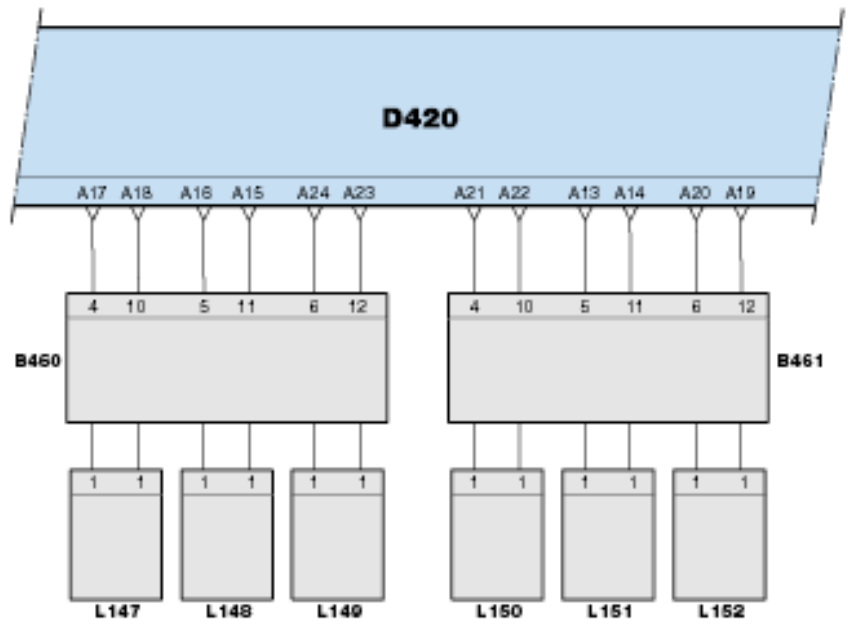 D420
A17 A18 A16 A15 A24 A23 A21 A22 A13 A14 A20 A19
4 10 5 11 6 12 4 10 5 11 6 12
B460 B461
1 1 1 1 1 1 1 1 1 1 1 1
L147 L148 L149 L150 L151 L152